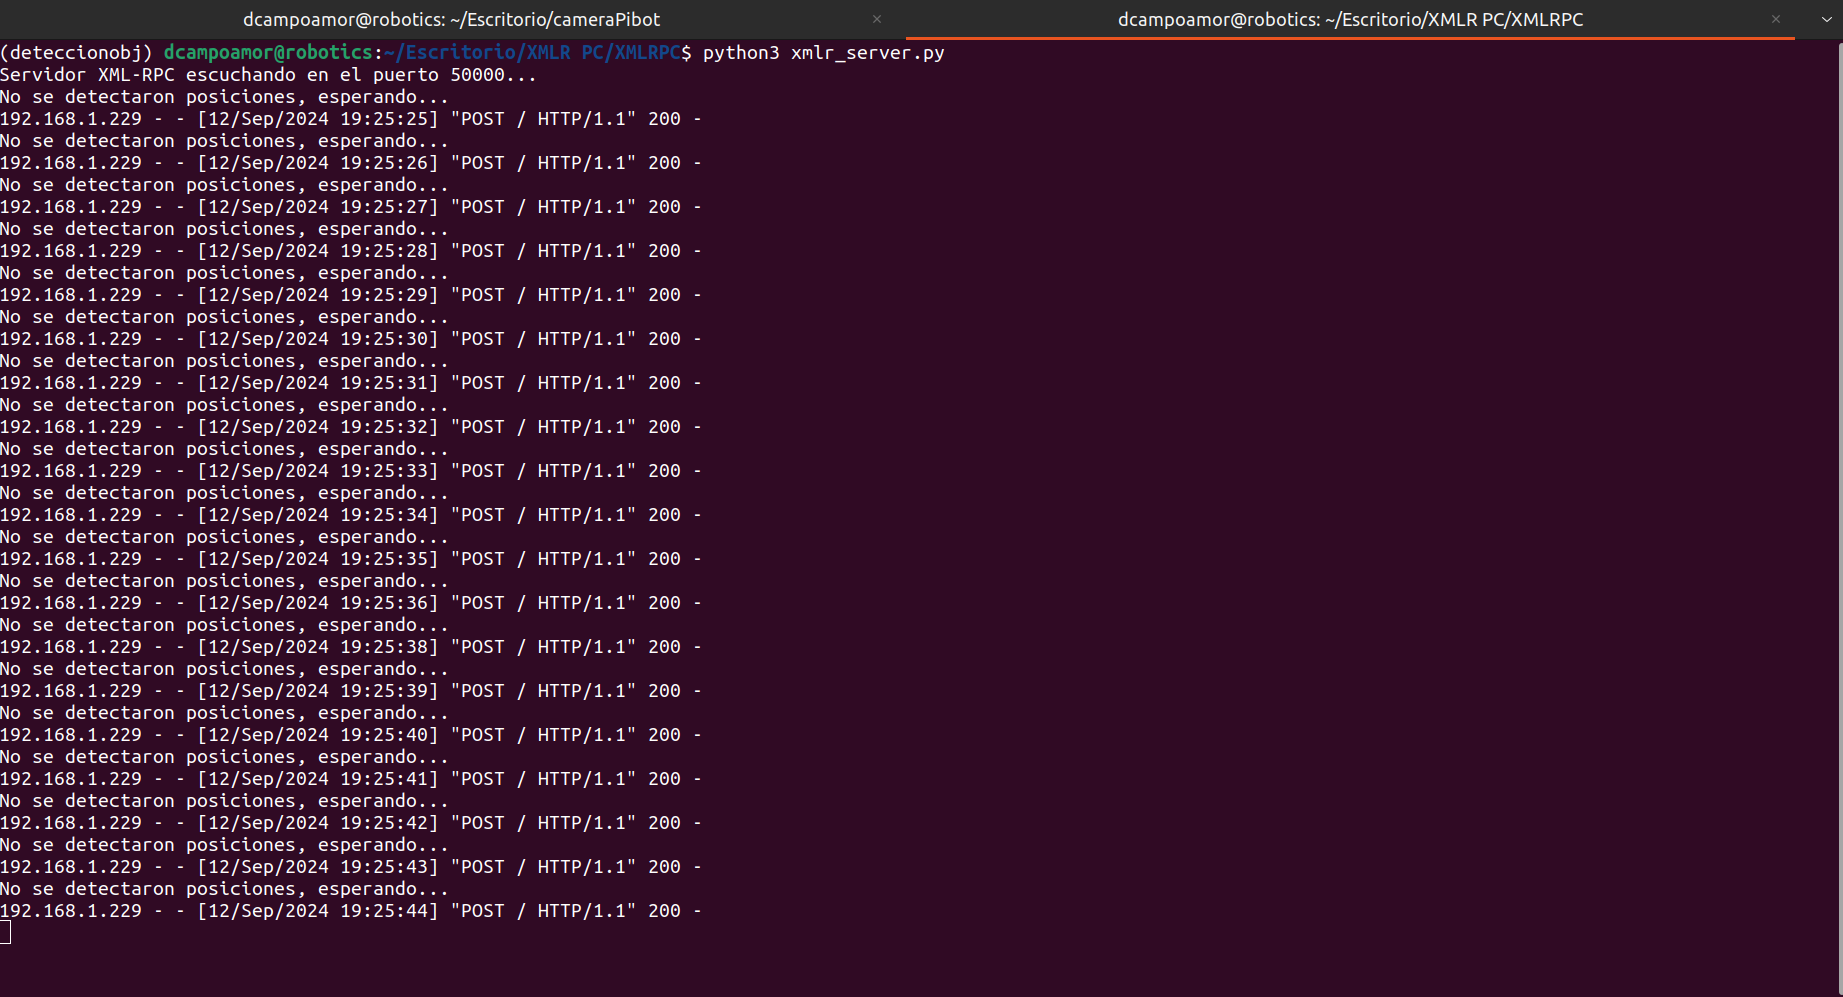 dcampoamor@robotics: ~/Escritorio/cameraPibot × dcampoamor@robotics: ~/Escritorio/XMLR PC/XMLRPC ×
(deteccionobj) dcampoamor@robotics:~/Escritorio/XMLR PC/XMLRPC$ python3 xmlr_server.py
Servidor XML-RPC escuchando en el puerto 50000...
No se detectaron posiciones, esperando...
192.168.1.229 - - [12/Sep/2024 19:25:25] "POST / HTTP/1.1" 200 -
No se detectaron posiciones, esperando...
192.168.1.229 - - [12/Sep/2024 19:25:26] "POST / HTTP/1.1" 200 -
No se detectaron posiciones, esperando...
192.168.1.229 - - [12/Sep/2024 19:25:27] "POST / HTTP/1.1" 200 -
No se detectaron posiciones, esperando...
192.168.1.229 - - [12/Sep/2024 19:25:28] "POST / HTTP/1.1" 200 -
No se detectaron posiciones, esperando...
192.168.1.229 - - [12/Sep/2024 19:25:29] "POST / HTTP/1.1" 200 -
No se detectaron posiciones, esperando...
192.168.1.229 - - [12/Sep/2024 19:25:30] "POST / HTTP/1.1" 200 -
No se detectaron posiciones, esperando...
192.168.1.229 - - [12/Sep/2024 19:25:31] "POST / HTTP/1.1" 200 -
No se detectaron posiciones, esperando...
192.168.1.229 - - [12/Sep/2024 19:25:32] "POST / HTTP/1.1" 200 -
No se detectaron posiciones, esperando...
192.168.1.229 - - [12/Sep/2024 19:25:33] "POST / HTTP/1.1" 200 -
No se detectaron posiciones, esperando...
192.168.1.229 - - [12/Sep/2024 19:25:34] "POST / HTTP/1.1" 200 -
No se detectaron posiciones, esperando...
192.168.1.229 - - [12/Sep/2024 19:25:35] "POST / HTTP/1.1" 200 -
No se detectaron posiciones, esperando...
192.168.1.229 - - [12/Sep/2024 19:25:36] "POST / HTTP/1.1" 200 -
No se detectaron posiciones, esperando...
192.168.1.229 - - [12/Sep/2024 19:25:38] "POST / HTTP/1.1" 200 -
No se detectaron posiciones, esperando...
192.168.1.229 - - [12/Sep/2024 19:25:39] "POST / HTTP/1.1" 200 -
No se detectaron posiciones, esperando...
192.168.1.229 - - [12/Sep/2024 19:25:40] "POST / HTTP/1.1" 200 -
No se detectaron posiciones, esperando...
192.168.1.229 - - [12/Sep/2024 19:25:41] "POST / HTTP/1.1" 200 -
No se detectaron posiciones, esperando...
192.168.1.229 - - [12/Sep/2024 19:25:42] "POST / HTTP/1.1" 200 -
No se detectaron posiciones, esperando...
192.168.1.229 - - [12/Sep/2024 19:25:43] "POST / HTTP/1.1" 200 -
No se detectaron posiciones, esperando...
192.168.1.229 - - [12/Sep/2024 19:25:44] "POST / HTTP/1.1" 200 -